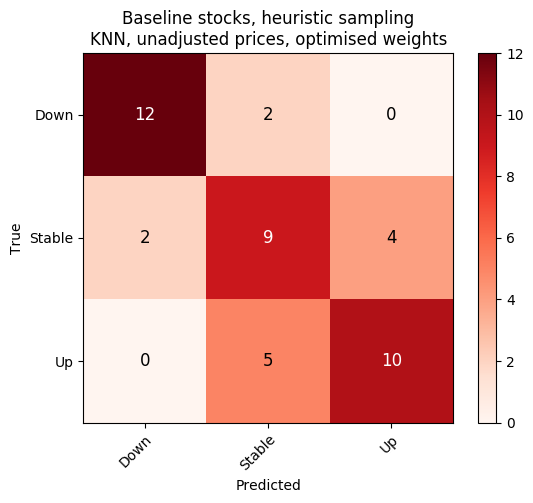 Baseline stocks, heuristic sampling
KNN, unadjusted prices, optimised weights
True
Down
12
2
0
Stable
2
9
4
Up
0
5
10
Down
Stable
Up
Predicted
12
10
8
6
4
2
0